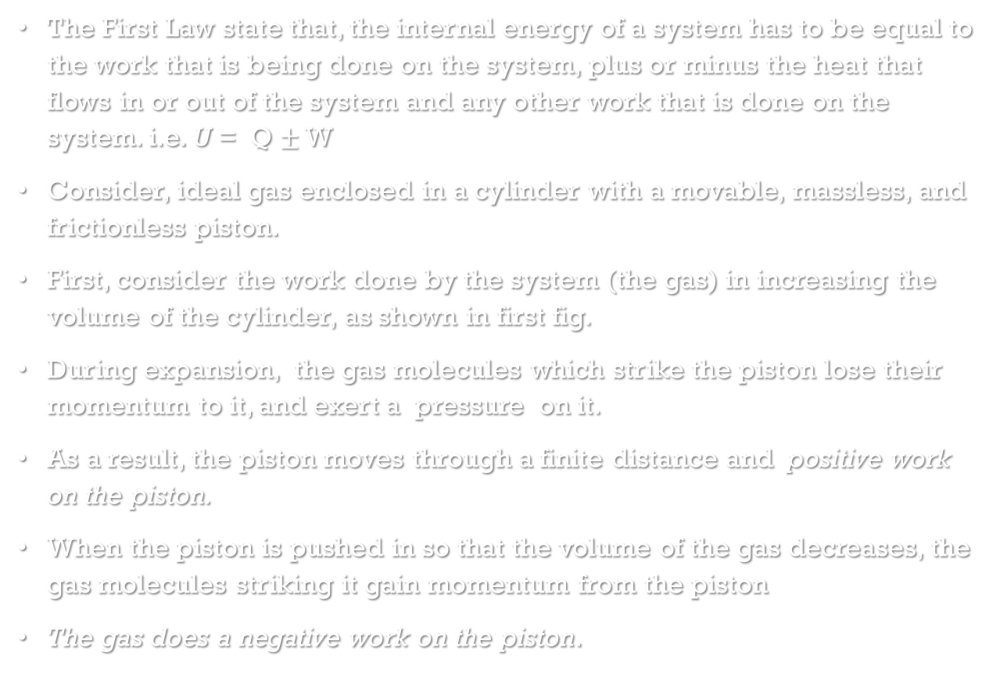 • The First Law state that, the internal energy of a system has to be equal to
the work that is being done on the system, plus or minus the heat that
flows in or out of the system and any other work that is done on the
system. i.e. U = Q ± W
• Consider, ideal gas enclosed in a cylinder with a movable, massless, and
frictionless piston.
• First, consider the work done by the system (the gas) in increasing the
volume of the cylinder, as shown in first fig.
• During expansion, the gas molecules which strike the piston lose their
momentum to it, and exert a pressure on it.
• As a result, the piston moves through a finite distance and positive work
on the piston.
• When the piston is pushed in so that the volume of the gas decreases, the
gas molecules striking it gain momentum from the piston
• The gas does a negative work on the piston.